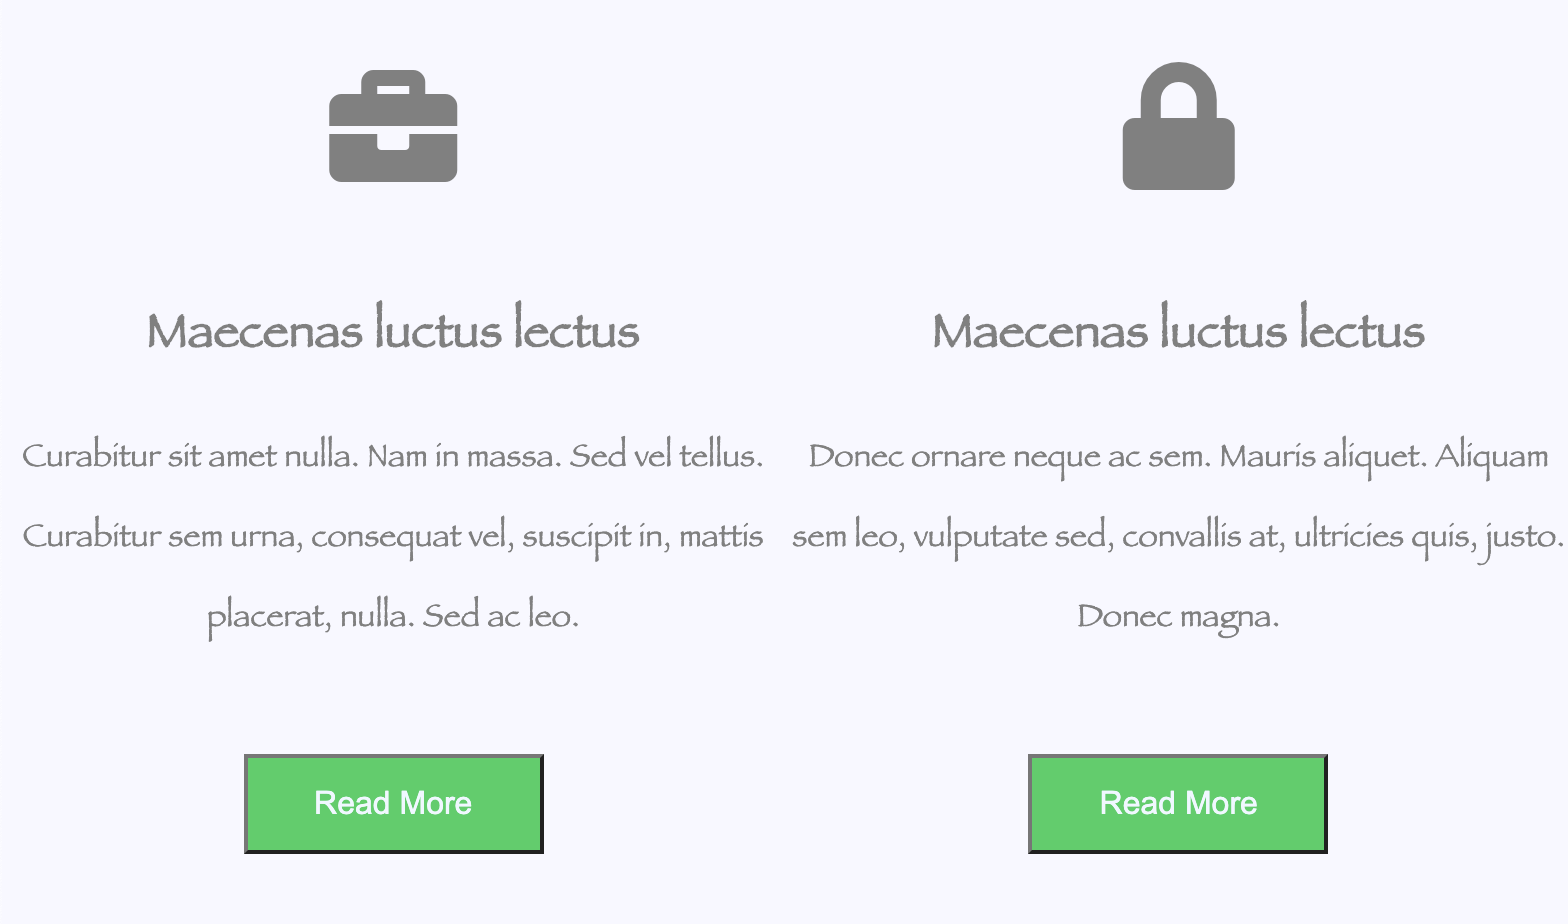 Maecenas luctus lectus
Curabitur sit amet nulla. Nam in massa. Sed vel tellus.
Curabitur sem urna, consequat vel, suscipit in, mattis
placerat, nulla. Sed ac leo.
Read More
Maecenas luctus lectus
Donec ornare neque ac sem. Mauris aliquet. Aliquam
sem leo, vulputate sed, convallis at, ultricies quis, justo.
Donec magna.
Read More